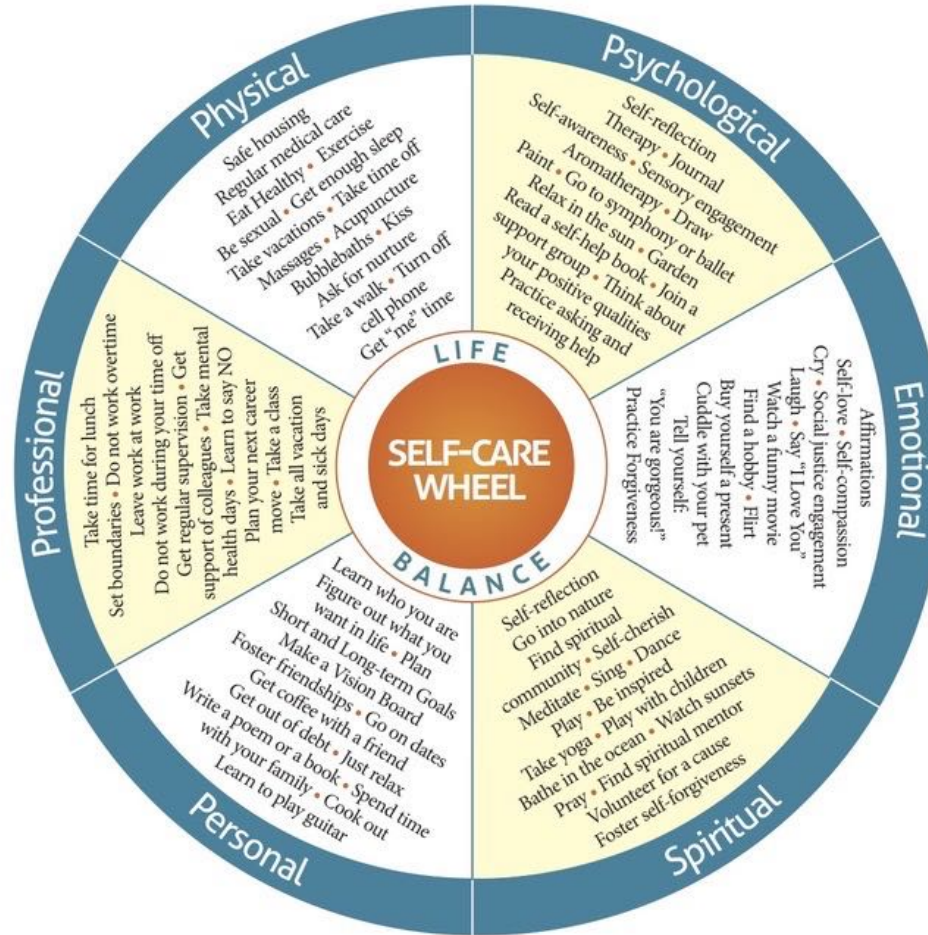 Physical
Safe housing
Regular medical care
Eat Healthy • Exercise
Be sexual • Get enough sleep
Take vacations • Take time off
Massages • Acupuncture
Bubblebaths • Kiss
Ask for nurture
Take a walk • Turn off
cell phone
Get "me" time
Psychological
Self-reflection
Therapy • Journal
Self-awareness • Sensory engagement
Aromatherapy • Draw
Paint • Go to symphony or ballet
Relax in the sun • Garden
Read a self-help book • Join a
support group • Think about
your positive qualities
Practice asking and
receiving help
Emotional
Affirmations
Self-love • Self-compassion
Cry • Social justice engagement
Laugh • Say "I Love You"
Watch a funny movie
Find a hobby • Flirt
Buy yourself a present
Cuddle with your pet
Tell yourself:
"You are gorgeous!"
Practice Forgiveness
Spiritual
Self-reflection
Go into nature
Find spiritual
community • Self-cherish
Meditate • Sing • Dance
Play • Be inspired
Take yoga • Play with children
Bathe in the ocean • Watch sunsets
Pray • Find spiritual mentor
Volunteer for a cause
Foster self-forgiveness
Personal
Learn who you are
Figure out what you
want in life • Plan
Short and Long-term Goals
Make a Vision Board
Foster friendships • Go on dates
Get coffee with a friend
Get out of debt • Just relax
Write a poem or a book • Spend time
with your family • Cook out
Learn to play guitar
Professional
Take time for lunch
Set boundaries • Do not work overtime
Leave work at work
Do not work during your time off
Get regular supervision • Get
support of colleagues • Take mental
health days • Learn to say NO
Plan your next career
move • Take a class
Take all vacation
and sick days
LIFE
SELF-CARE
WHEEL
BALANCE